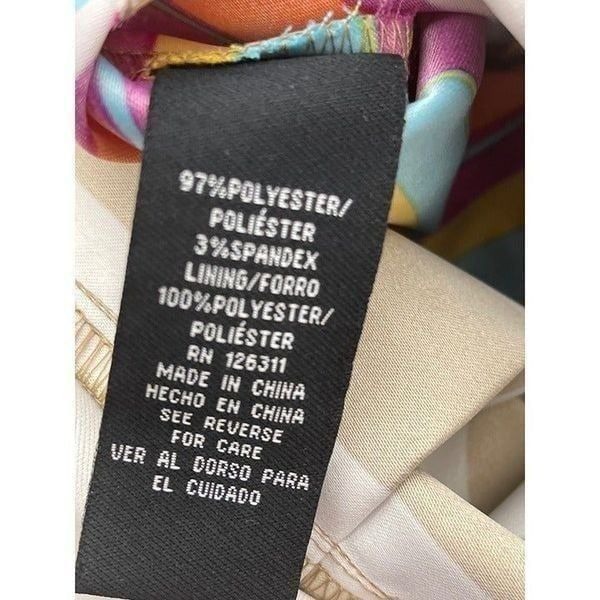 97%POLYESTER/
POLIÉSTER
3%SPANDEX
LINING/FORRO
100%POLYESTER/
POLIÉSTER
RN 126311
MADE IN CHINA
HECHO EN CHINA
SEE REVERSE
FOR CARE
VER AL DORSO PARA
EL CUIDADO